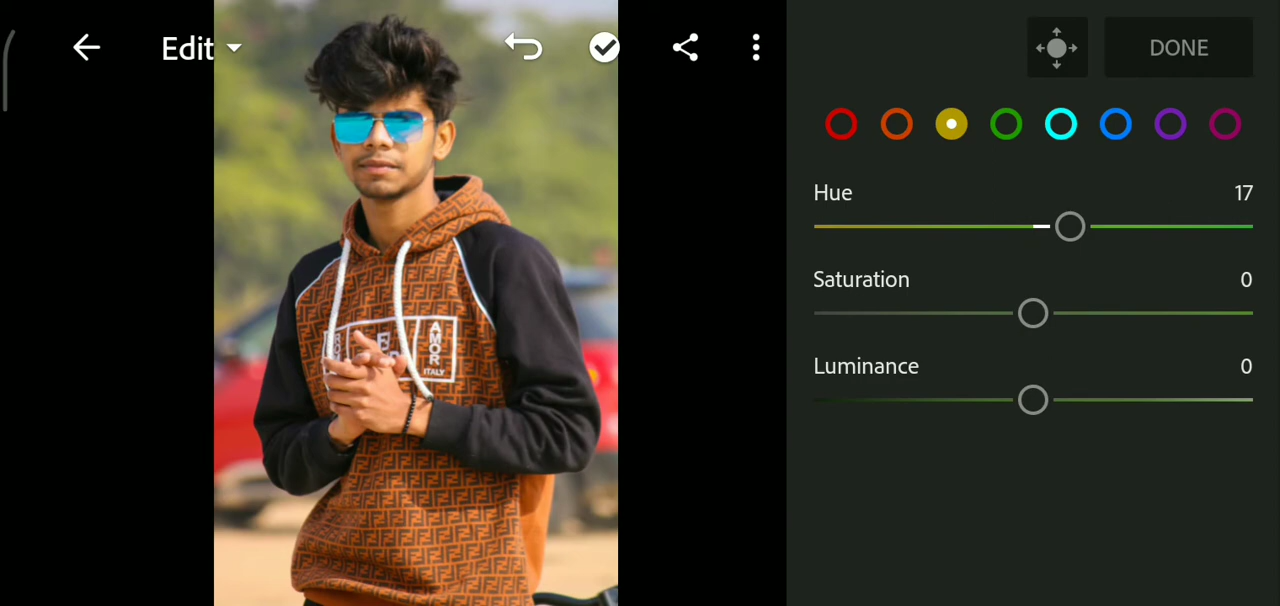 Edit
DONE
Hue 17
Saturation 0
Luminance 0
AMOR
ITALY